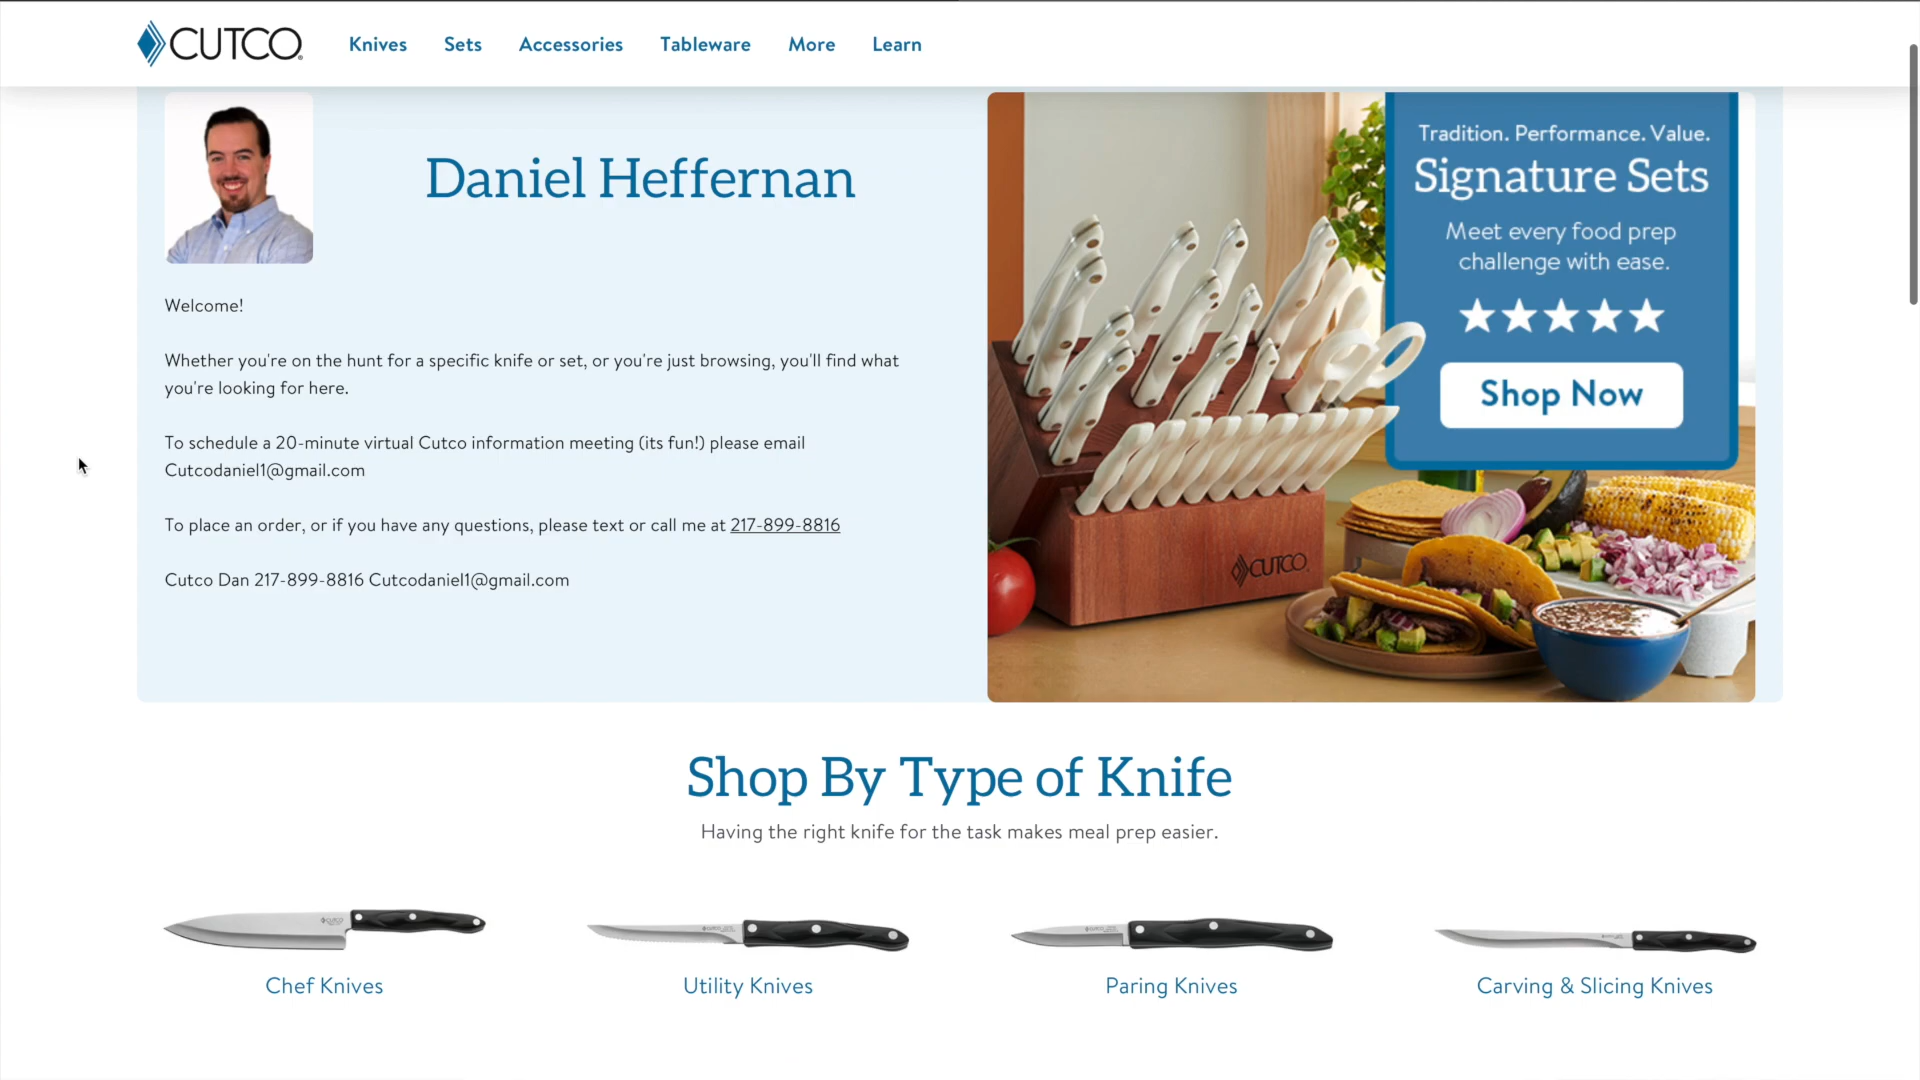 CUTCO
Knives
Sets
Accessories
Tableware
More
Learn
Daniel Heffernan
Welcome!
Whether you're on the hunt for a specific knife or set, or you're just browsing, you'll find what
you're looking for here.
To schedule a 20-minute virtual Cutco information meeting (its fun!) please email
Cutcodaniel1@gmail.com
To place an order, or if you have any questions, please text or call me at 217-899-8816
Cutco Dan 217-899-8816 Cutcodaniel1@gmail.com
Tradition. Performance. Value.
Signature Sets
Meet every food prep
challenge with ease.
Shop Now
CUTCO
Shop By Type of Knife
Having the right knife for the task makes meal prep easier.
Chef Knives
Utility Knives
Paring Knives
Carving & Slicing Knives